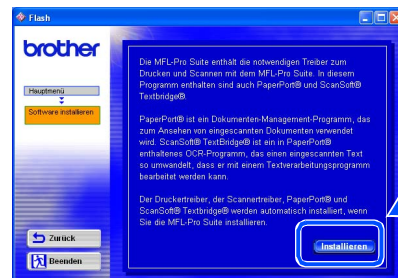 Flash
brother
Hauptmenü
Software installieren
Die MFL-Pro Suite enthält die notwendigen Treiber zum
Drucken und Scannen mit dem MFL-Pro Suite. In diesem
Programm enthalten sind auch PaperPort® und ScanSoft®
Textbridge®.
PaperPort® ist ein Dokumenten-Management-Programm, das
zum Ansehen von eingescannten Dokumenten verwendet
wird. ScanSoft® TextBridge® ist ein in PaperPort®
enthaltenes OCR-Programm, das einen eingescannten Text
so umwandelt, dass er mit einem Textverarbeitungsprogramm
bearbeitet werden kann.
Der Druckertreiber, der Scannertreiber, PaperPort® und
ScanSoft® Textbridge® werden automatisch installiert, wenn
Sie die MFL-Pro Suite installieren.
Zurück
Beenden
Installieren